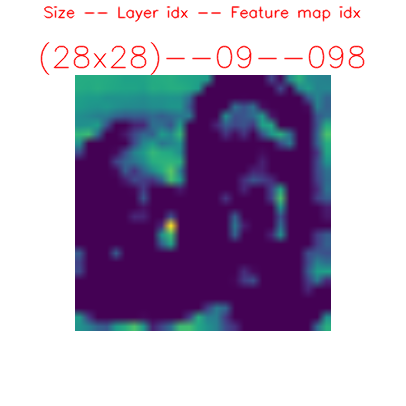 Size -- Layer idx -- Feature map idx
(28x28)--09--098